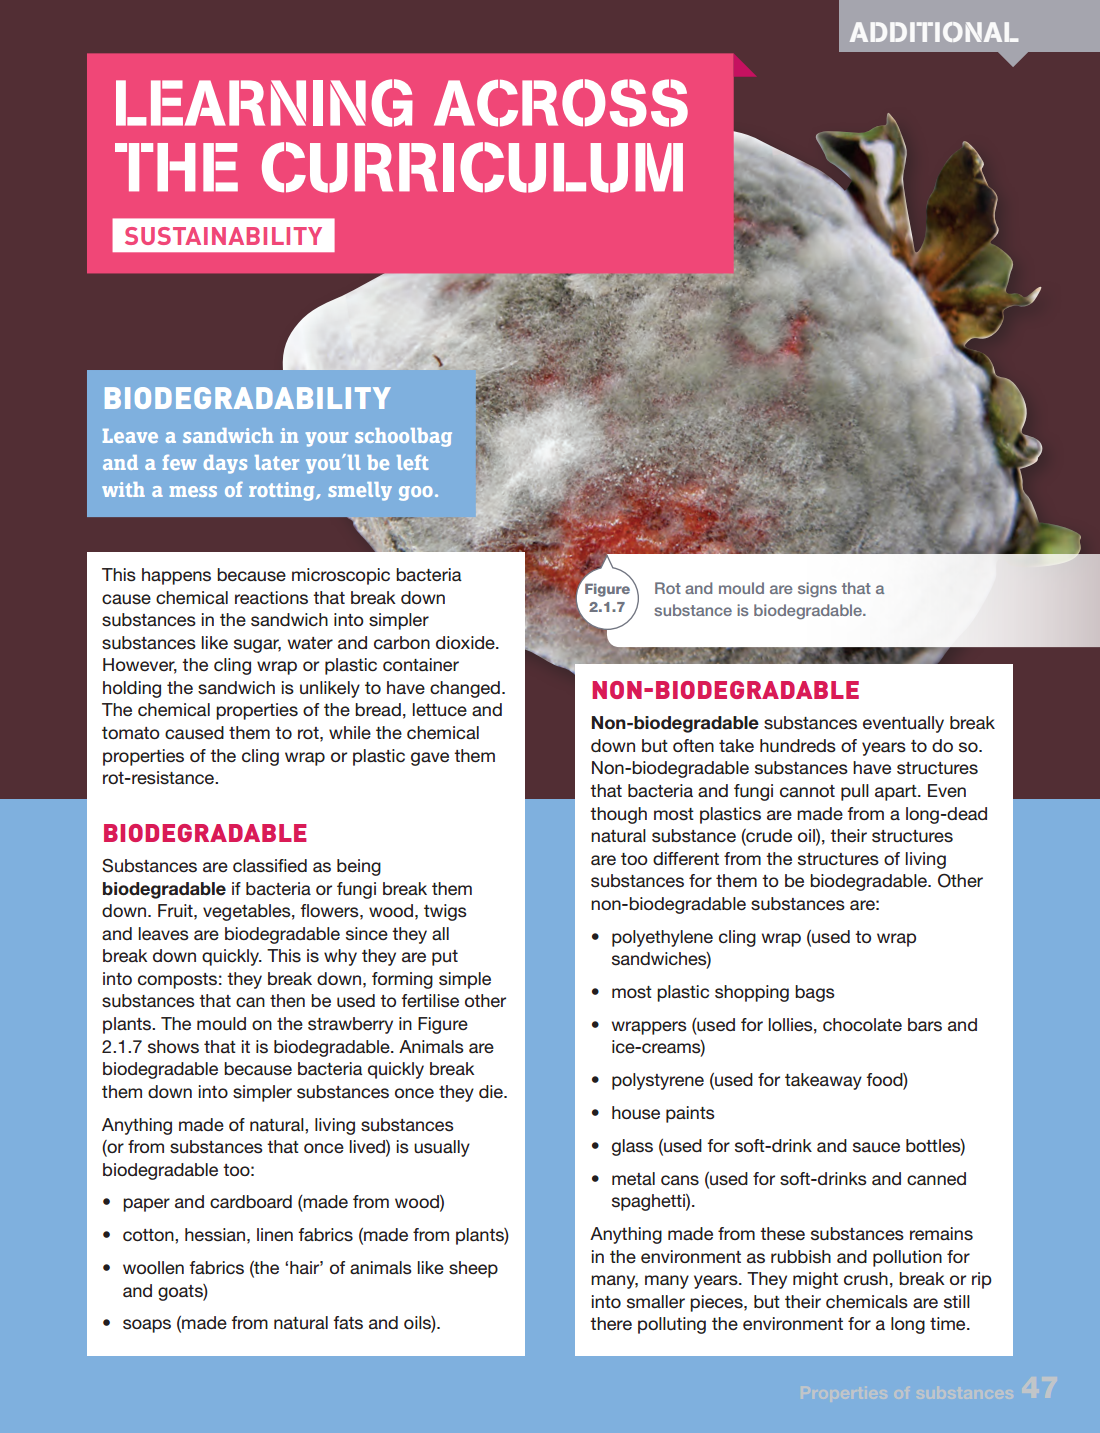 ADDITIONAL
LEARNING ACROSS
THE CURRICULUM
SUSTAINABILITY
BIODEGRADABILITY
Leave a sandwich in your schoolbag
and a few days later you'll be left
with a mess of rotting, smelly goo.
This happens because microscopic bacteria
cause chemical reactions that break down
substances in the sandwich into simpler
substances like sugar, water and carbon dioxide.
However, the cling wrap or plastic container
holding the sandwich is unlikely to have changed.
The chemical properties of the bread, lettuce and
tomato caused them to rot, while the chemical
properties of the cling wrap or plastic gave them
rot-resistance.
BIODEGRADABLE
Substances are classified as being
biodegradable if bacteria or fungi break them
down. Fruit, vegetables, flowers, wood, twigs
and leaves are biodegradable since they all
break down quickly. This is why they are put
into composts: they break down, forming simple
substances that can then be used to fertilise other
plants. The mould on the strawberry in Figure
2.1.7 shows that it is biodegradable. Animals are
biodegradable because bacteria quickly break
them down into simpler substances once they die.
Anything made of natural, living substances
(or from substances that once lived) is usually
biodegradable too:
• paper and cardboard (made from wood)
• cotton, hessian, linen fabrics (made from plants)
• woollen fabrics (the 'hair' of animals like sheep
and goats)
• soaps (made from natural fats and oils).
Figure
2.1.7
Rot and mould are signs that a
substance is biodegradable.
NON-BIODEGRADABLE
Non-biodegradable substances eventually break
down but often take hundreds of years to do so.
Non-biodegradable substances have structures
that bacteria and fungi cannot pull apart. Even
though most plastics are made from a long-dead
natural substance (crude oil), their structures
are too different from the structures of living
substances for them to be biodegradable. Other
non-biodegradable substances are:
• polyethylene cling wrap (used to wrap
sandwiches)
• most plastic shopping bags
• wrappers (used for lollies, chocolate bars and
ice-creams)
• polystyrene (used for takeaway food)
• house paints
• glass (used for soft-drink and sauce bottles)
• metal cans (used for soft-drinks and canned
spaghetti).
Anything made from these substances remains
in the environment as rubbish and pollution for
many, many years. They might crush, break or rip
into smaller pieces, but their chemicals are still
there polluting the environment for a long time.
Properties of substances 47